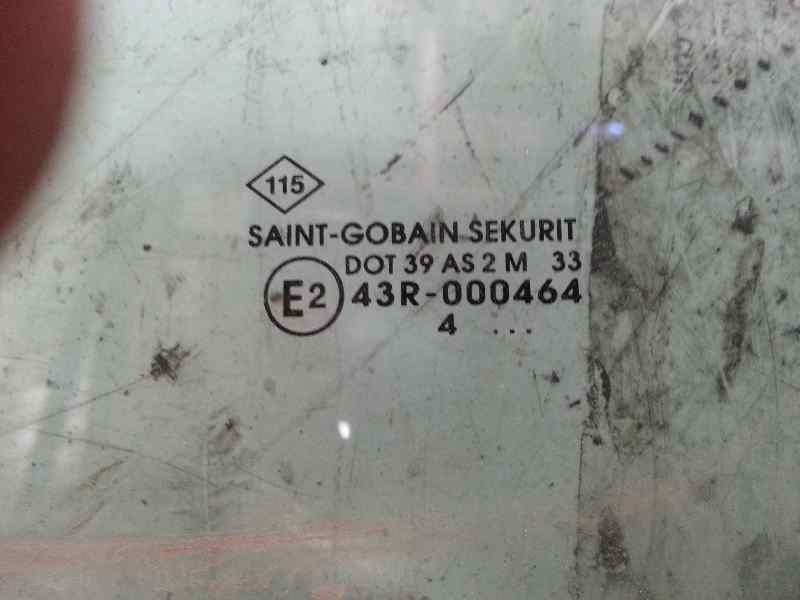 115
SAINT-GOBAIN SEKURIT
DOT 39 AS 2 M 33
E2 43R-000464
4 ...